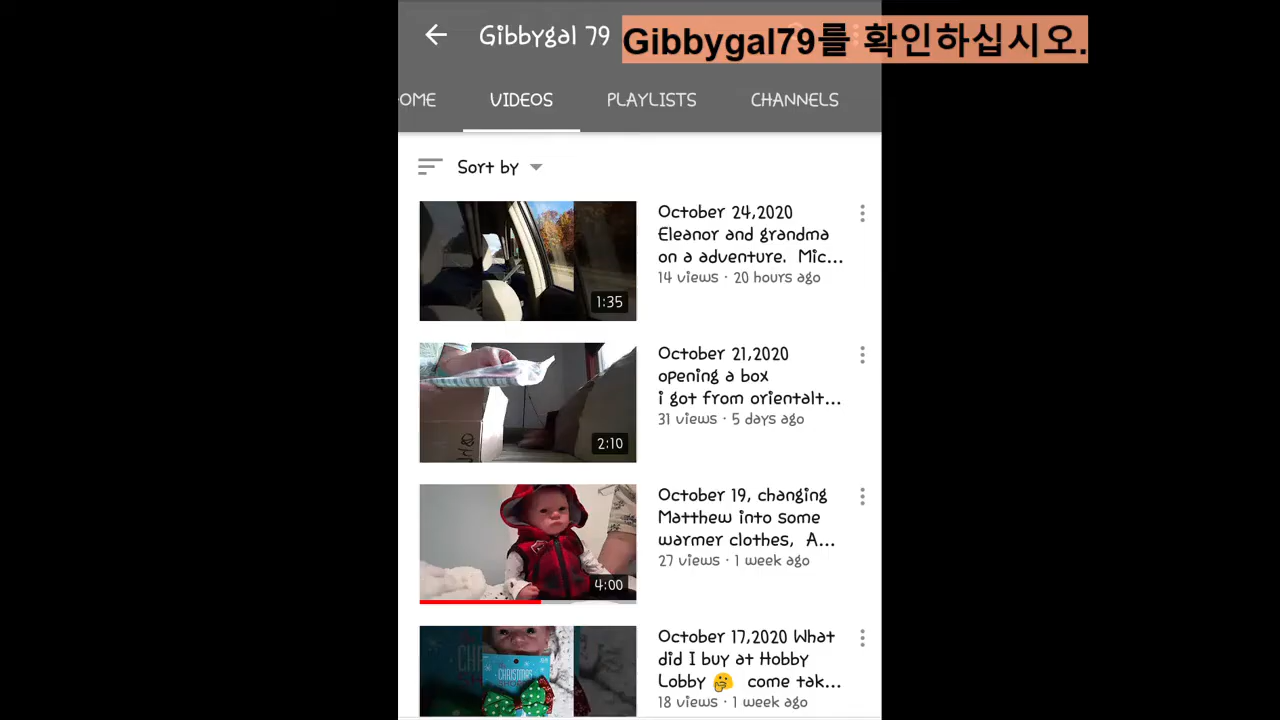 Gibbygal 79
Gibbygal79를 확인하십시오.
OME VIDEOS PLAYLISTS CHANNELS
Sort by
October 24,2020
Eleanor and grandma
on a adventure. Mic...
14 views · 20 hours ago
1:35
October 21,2020
opening a box
i got from orientalt...
31 views · 5 days ago
2:10
October 19, changing
Matthew into some
warmer clothes, A...
27 views · 1 week ago
4:00
October 17,2020 What
did I buy at Hobby
Lobby 🤔 come tak...
18 views · 1 week ago
CHRISTMAS